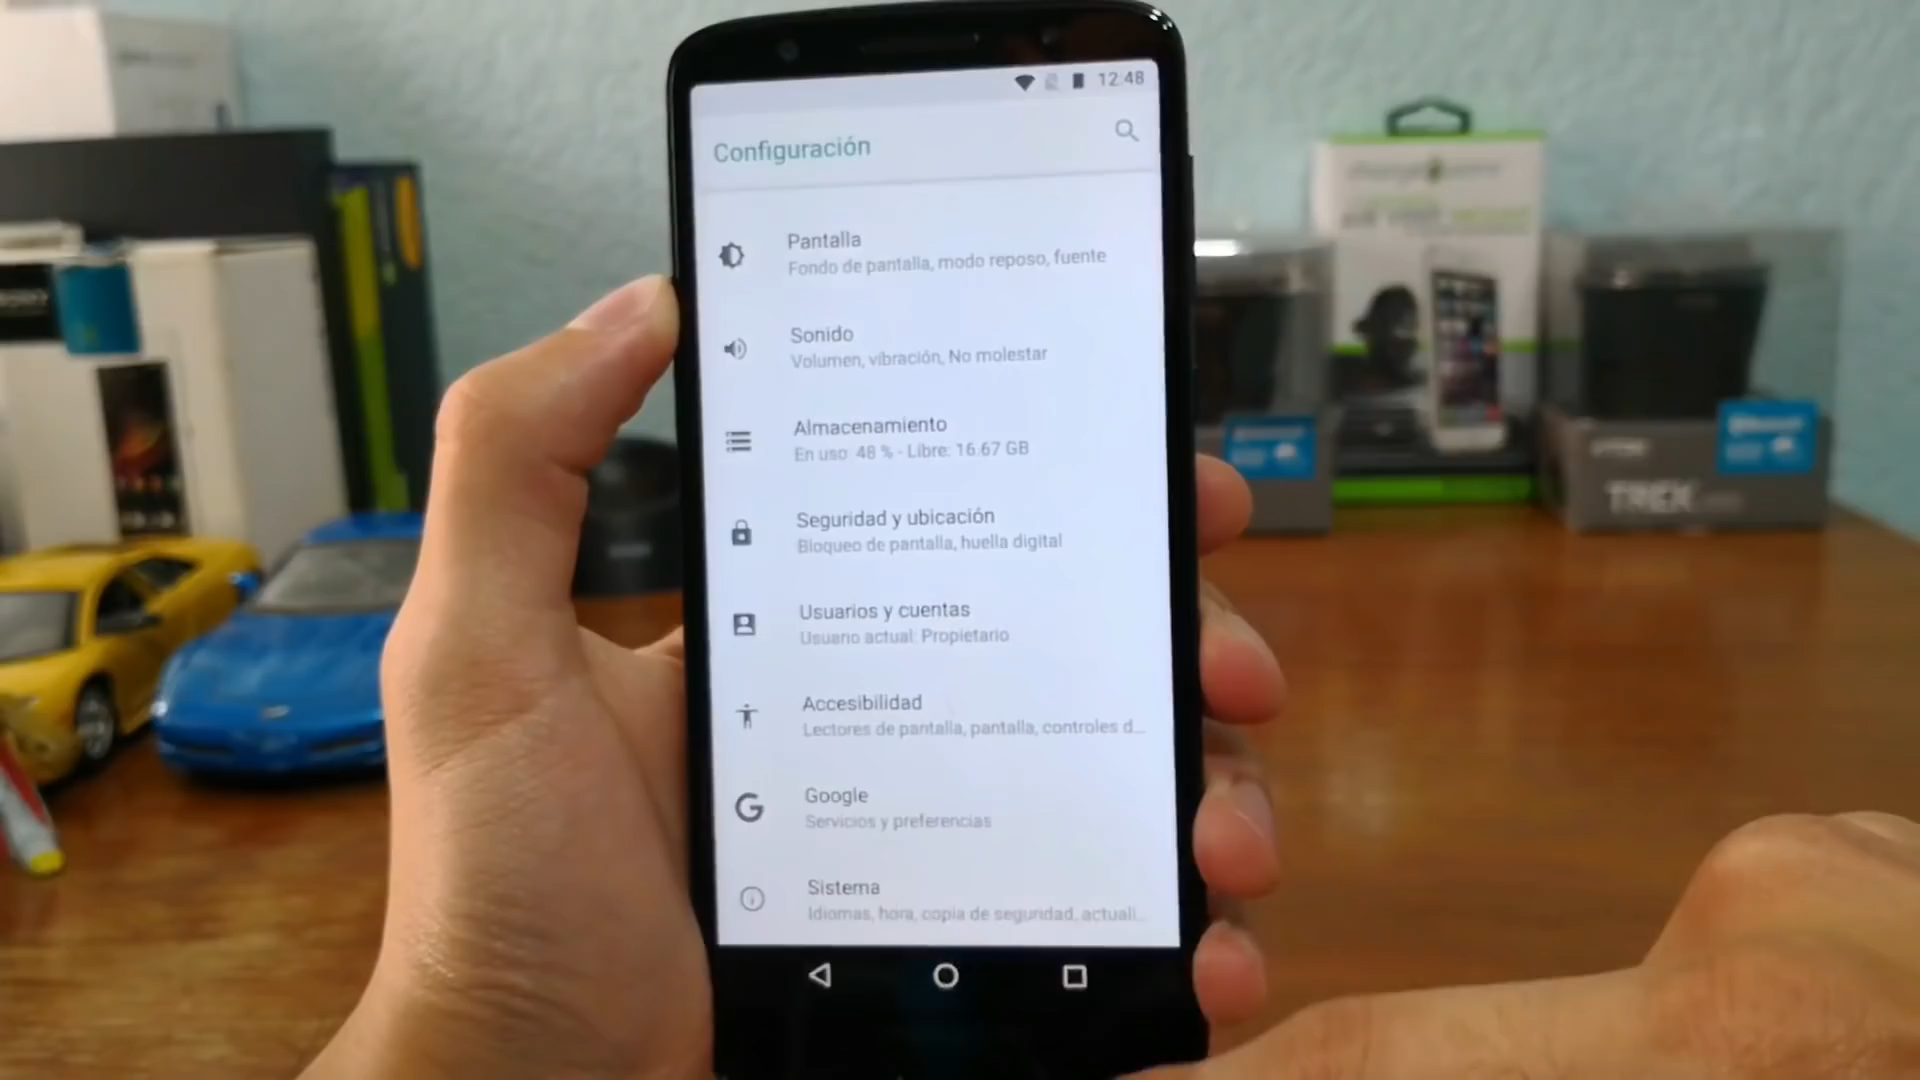 12:48
Configuración
Pantalla
Fondo de pantalla, modo reposo, fuente
Sonido
Volumen, vibración, No molestar
Almacenamiento
En uso: 48 % - Libre: 16.67 GB
Seguridad y ubicación
Bloqueo de pantalla, huella digital
Usuarios y cuentas
Usuario actual: Propietario
Accesibilidad
Lectores de pantalla, pantalla, controles d...
Google
Servicios y preferencias
Sistema
Idiomas, hora, copia de seguridad, actuali...
TREK